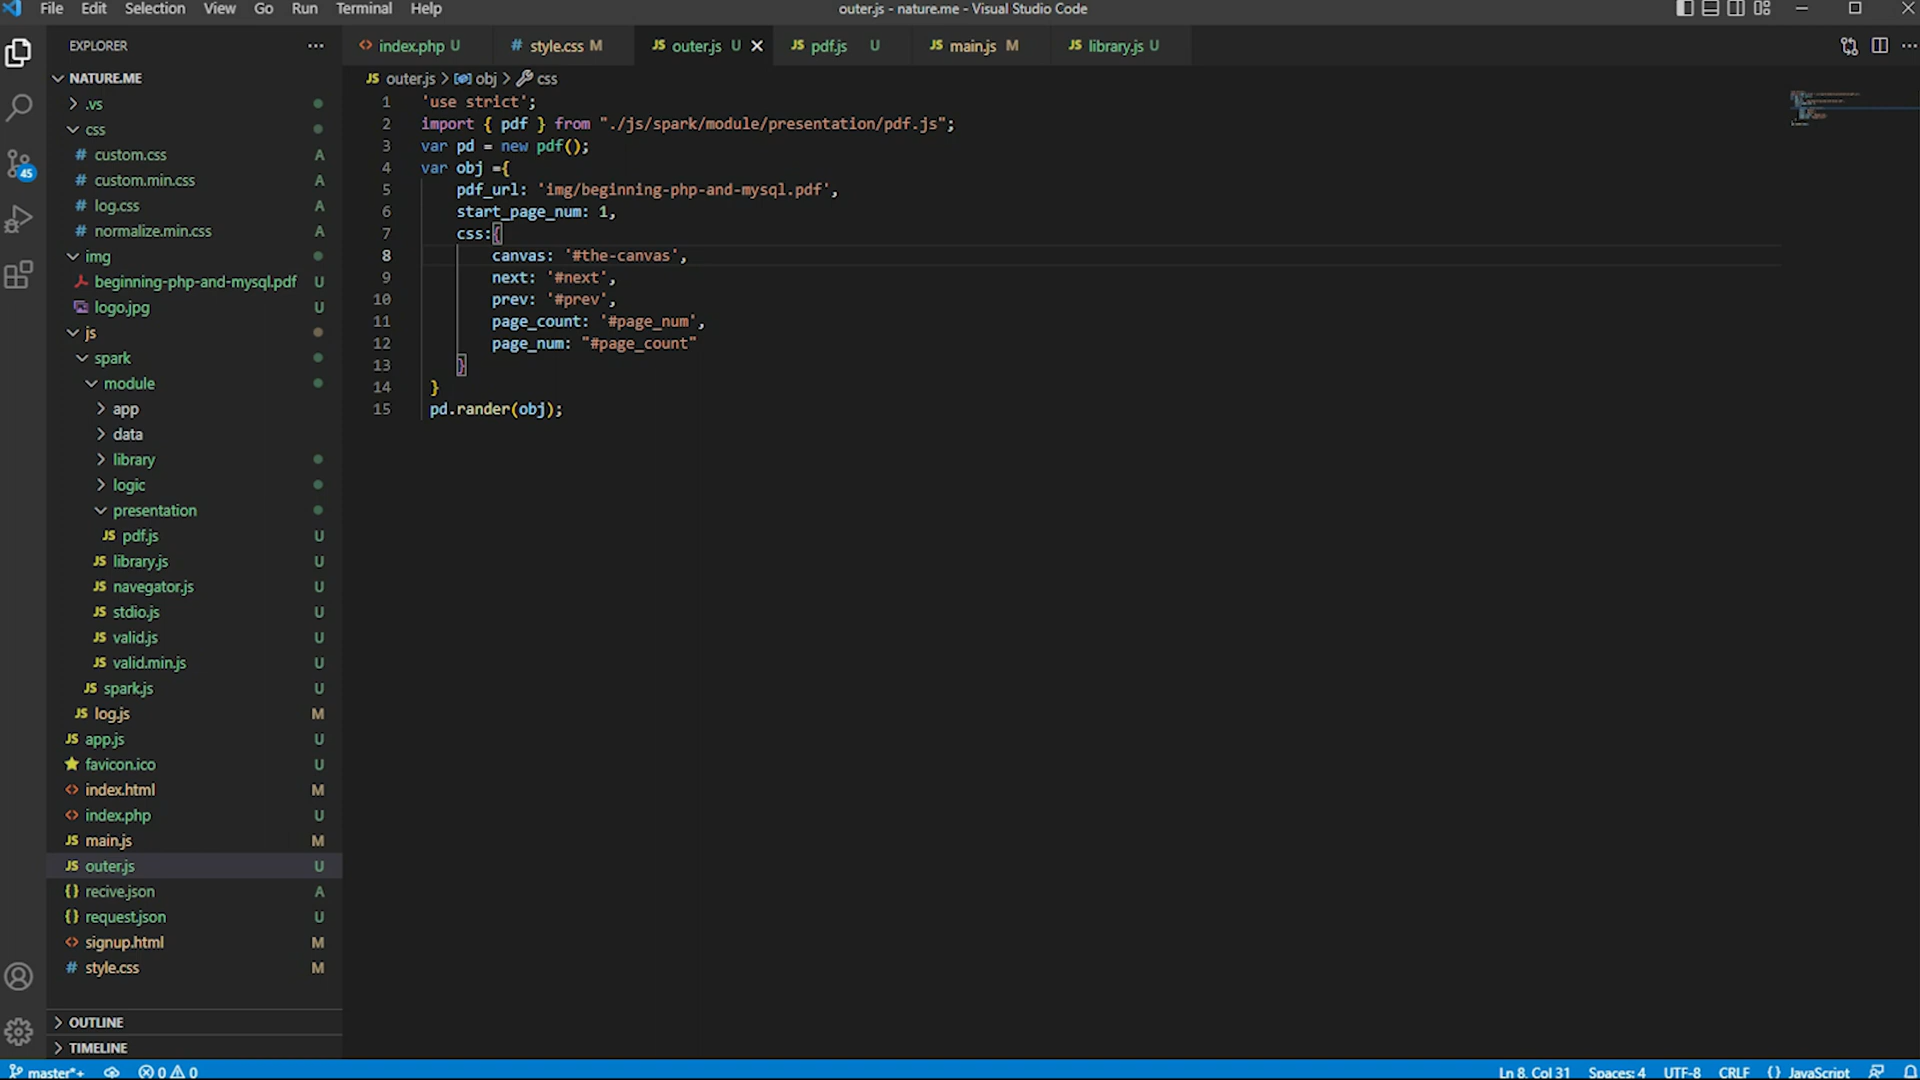 File Edit Selection View Go Run Terminal Help
outer.js - nature.me - Visual Studio Code
EXPLORER
index.php U
style.css M
outer.js U
pdf.js U
main.js M
library.js U
NATURE.ME
outer.js > obj > css
.vs
css
custom.css A
custom.min.css A
log.css A
normalize.min.css A
img
beginning-php-and-mysql.pdf U
logo.jpg U
js
spark
module
app
data
library
logic
presentation
pdf.js U
library.js U
navegator.js U
stdio.js U
valid.js U
valid.min.js U
spark.js U
log.js M
app.js U
favicon.ico U
index.html M
index.php U
main.js M
outer.js U
recive.json A
request.json U
signup.html M
style.css M
OUTLINE
TIMELINE
45
1 'use strict';
2 import { pdf } from "./js/spark/module/presentation/pdf.js";
3 var pd = new pdf();
4 var obj ={
5 pdf_url: 'img/beginning-php-and-mysql.pdf',
6 start_page_num: 1,
7 css:{
8 canvas: '#the-canvas',
9 next: '#next',
10 prev: '#prev',
11 page_count: '#page_num',
12 page_num: "#page_count"
13 }
14 }
15 pd.rander(obj);
master*+ 0 0 Ln 8, Col 31 Spaces: 4 UTF-8 CRLF {} JavaScript